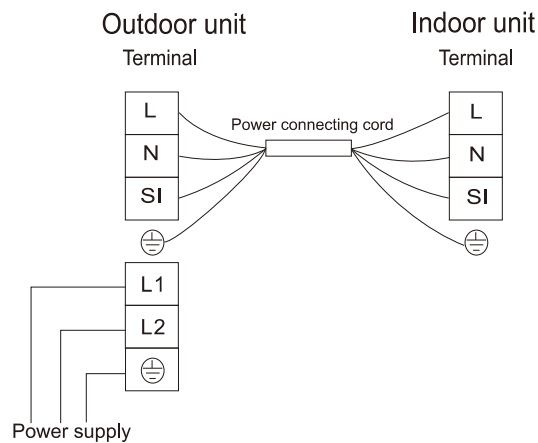 Outdoor unit
Terminal
Indoor unit
Terminal
L
N
SI
Power connecting cord
L
N
SI
L1
L2
Power supply